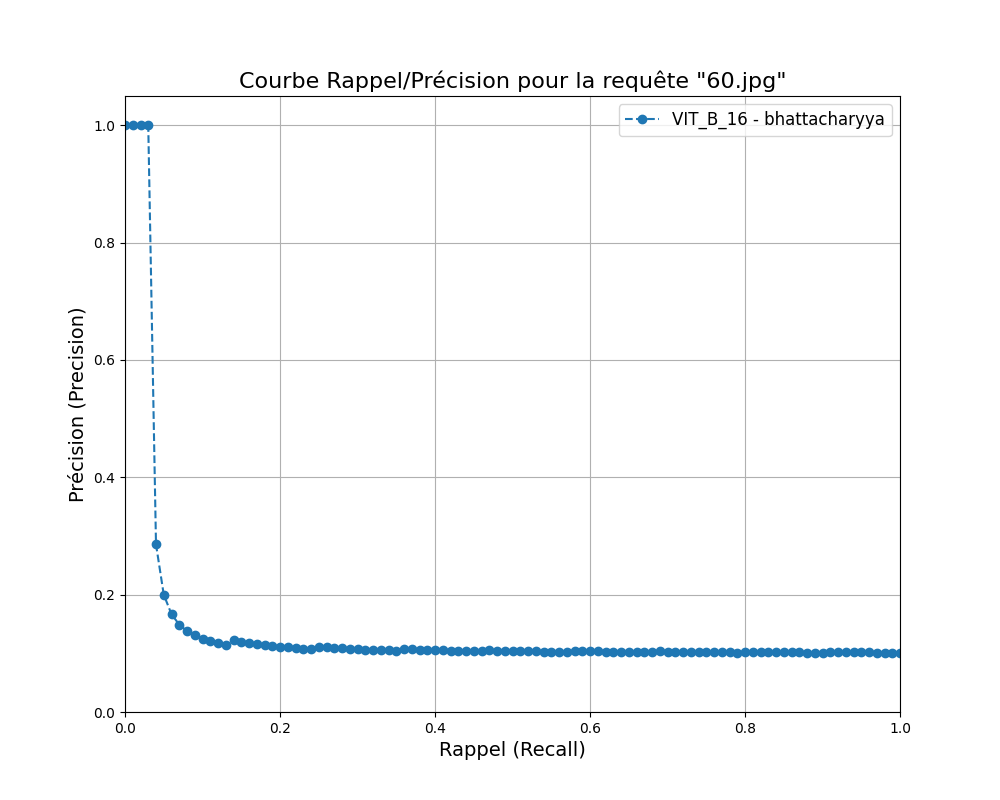 Courbe Rappel/Précision pour la requête "60.jpg"
VIT_B_16 - bhattacharyya
1.0
0.8
0.6
0.4
0.2
0.0
Précision (Precision)
0.0 0.2 0.4 0.6 0.8 1.0
Rappel (Recall)